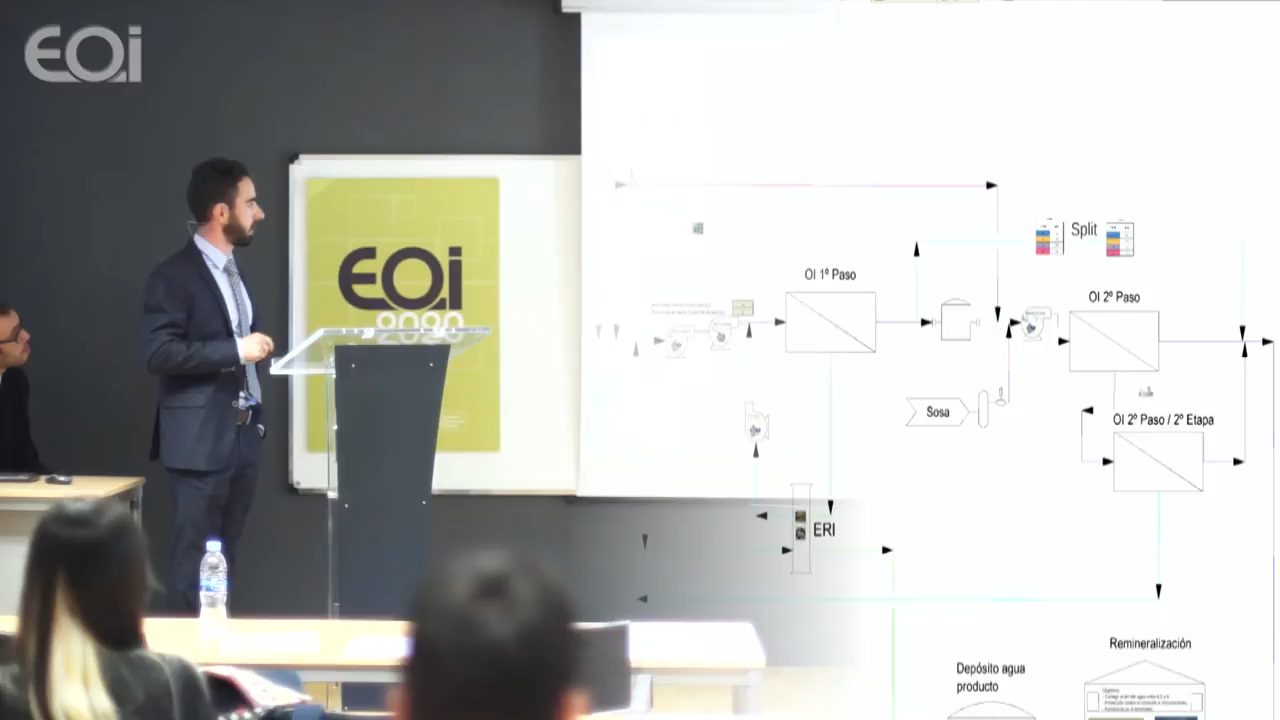 EOi
EOi
2020
Split
OI 1º Paso
OI 2º Paso
Sosa
OI 2º Paso / 2º Etapa
ERI
Remineralización
Depósito agua
producto